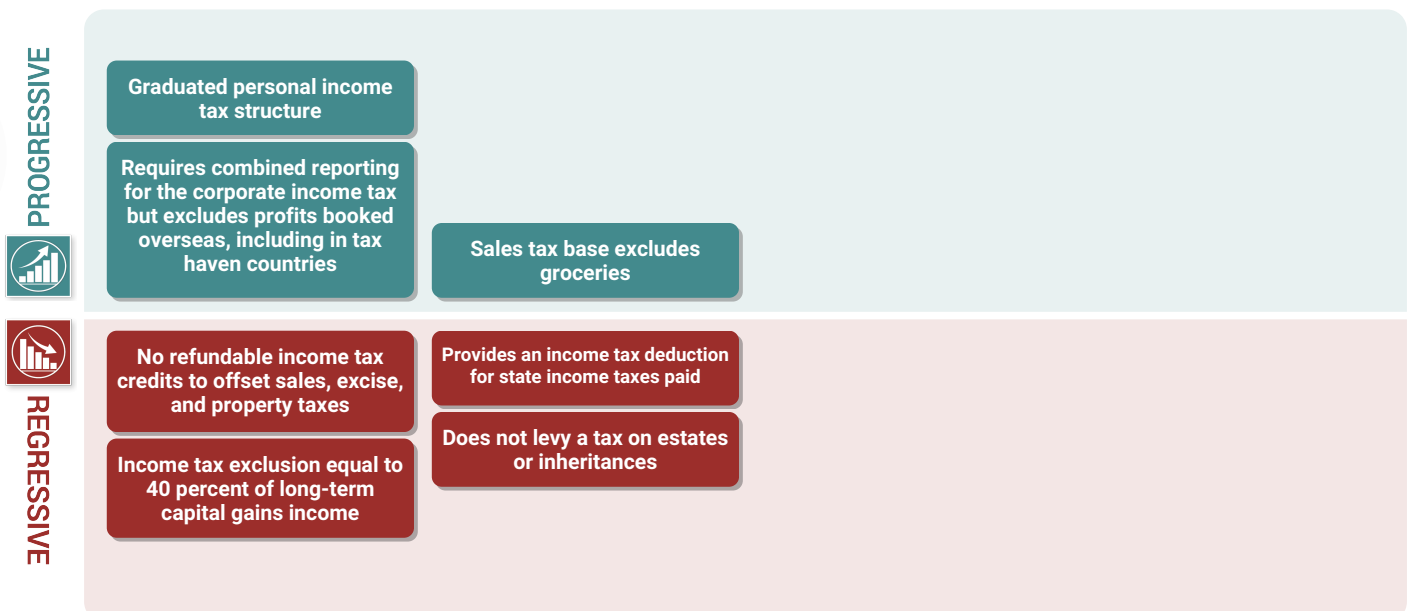 PROGRESSIVE
Graduated personal income
tax structure
Requires combined reporting
for the corporate income tax
but excludes profits booked
overseas, including in tax
haven countries
Sales tax base excludes
groceries
REGRESSIVE
No refundable income tax
credits to offset sales, excise,
and property taxes
Income tax exclusion equal to
40 percent of long-term
capital gains income
Provides an income tax deduction
for state income taxes paid
Does not levy a tax on estates
or inheritances